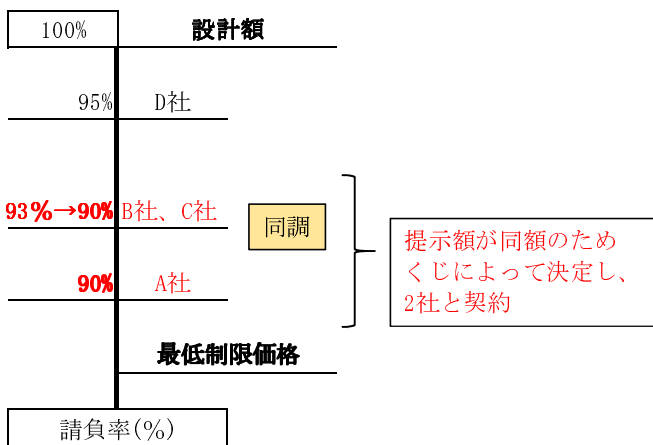 100% 設計額
95% D社
93%→90% B社、C社
同調
提示額が同額のため
くじによって決定し、
2社と契約
90% A社
最低制限価格
請負率(%)